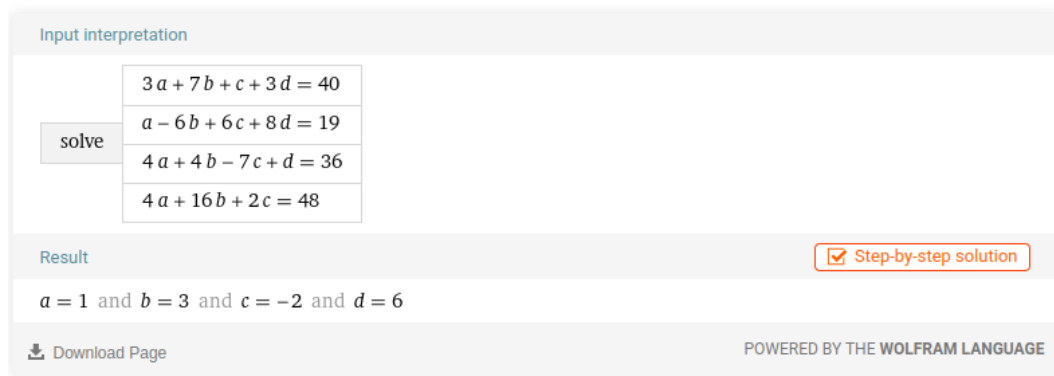 Input interpretation
solve
3 a + 7 b + c + 3 d = 40
a − 6 b + 6 c + 8 d = 19
4 a + 4 b − 7 c + d = 36
4 a + 16 b + 2 c = 48
Result
Step-by-step solution
a = 1 and b = 3 and c = −2 and d = 6
Download Page
POWERED BY THE WOLFRAM LANGUAGE